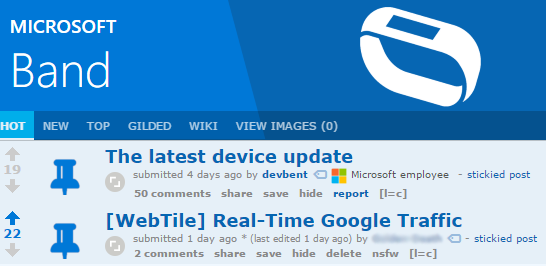 MICROSOFT
Band
HOT NEW TOP GILDED WIKI VIEW IMAGES (0)
The latest device update
19 submitted 4 days ago by devbent Microsoft employee - stickied post
50 comments share save hide report [l=c]
[WebTile] Real-Time Google Traffic
22 submitted 1 day ago * (last edited 1 day ago) by - stickied post
2 comments share save hide delete nsfw [l=c]